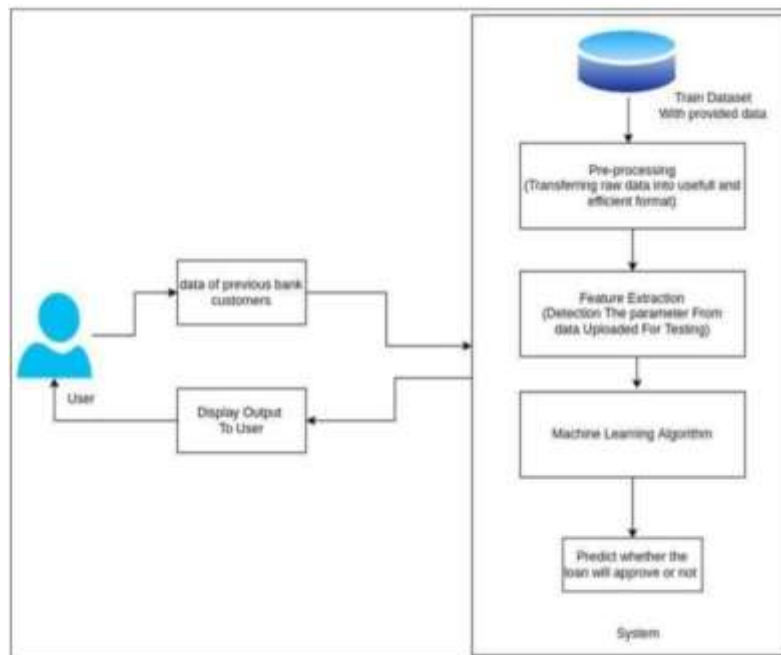 Train Dataset
With provided data
Pre-processing
(Transferring raw data into usefull and
efficient format)
data of previous bank
customers
Feature Extraction
(Detection The parameter From
data Uploaded For Testing)
User
Display Output
To User
Machine Learning Algorithm
Predict whether the
loan will approve or not
System